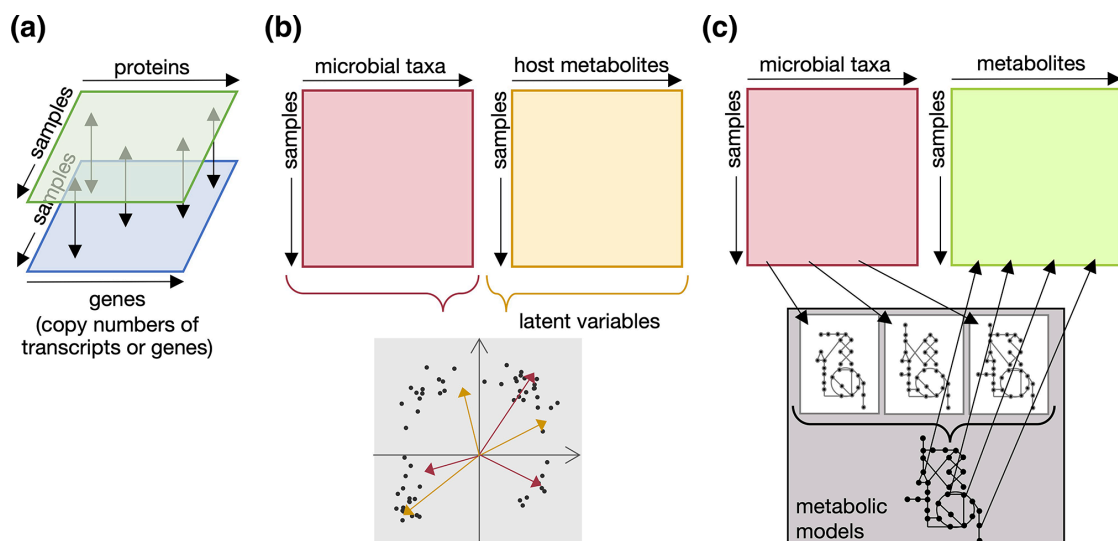 (a)
proteins
samples
samples
genes
(copy numbers of
transcripts or genes)
(b)
microbial taxa
host metabolites
samples
samples
latent variables
(c)
microbial taxa
metabolites
samples
samples
metabolic
models